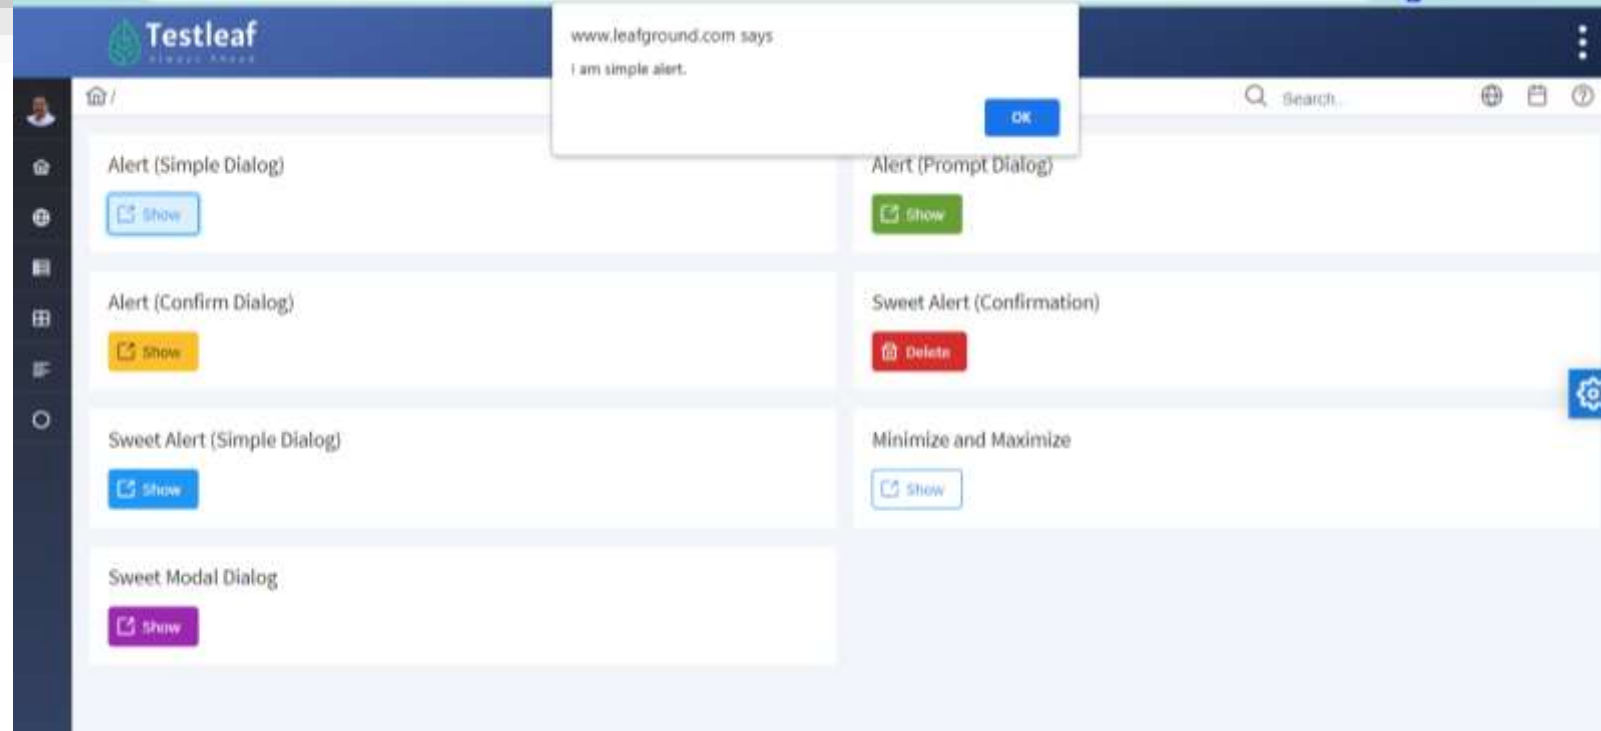 Testleaf
Always Ahead
www.leafground.com says
I am simple alert.
OK
/
Search..
Alert (Simple Dialog)
Show
Alert (Prompt Dialog)
Show
Alert (Confirm Dialog)
Show
Sweet Alert (Confirmation)
Delete
Sweet Alert (Simple Dialog)
Show
Minimize and Maximize
Show
Sweet Modal Dialog
Show